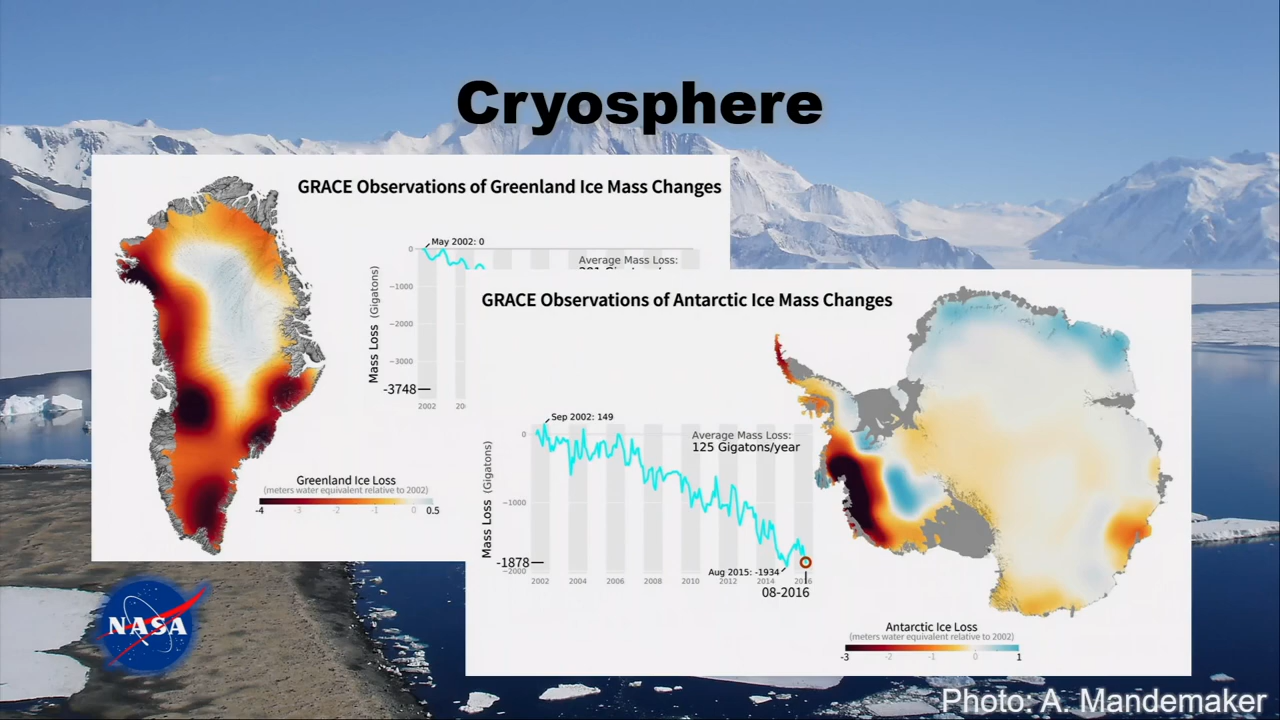 Cryosphere
GRACE Observations of Greenland Ice Mass Changes
May 2002: 0
Average Mass Loss:
0
-1000
-2000
-3000
-3748
Mass Loss (Gigatons)
2002
Greenland Ice Loss
(meters water equivalent relative to 2002)
-4 -3 -2 -1 0 0.5
GRACE Observations of Antarctic Ice Mass Changes
Sep 2002: 149
Average Mass Loss:
125 Gigatons/year
0
-1000
-1878
-2000
Mass Loss (Gigatons)
Aug 2015: -1934
2002 2004 2006 2008 2010 2012 2014 2016
08-2016
Antarctic Ice Loss
(meters water equivalent relative to 2002)
-3 -2 -1 0 1
NASA
Photo: A. Mandemaker